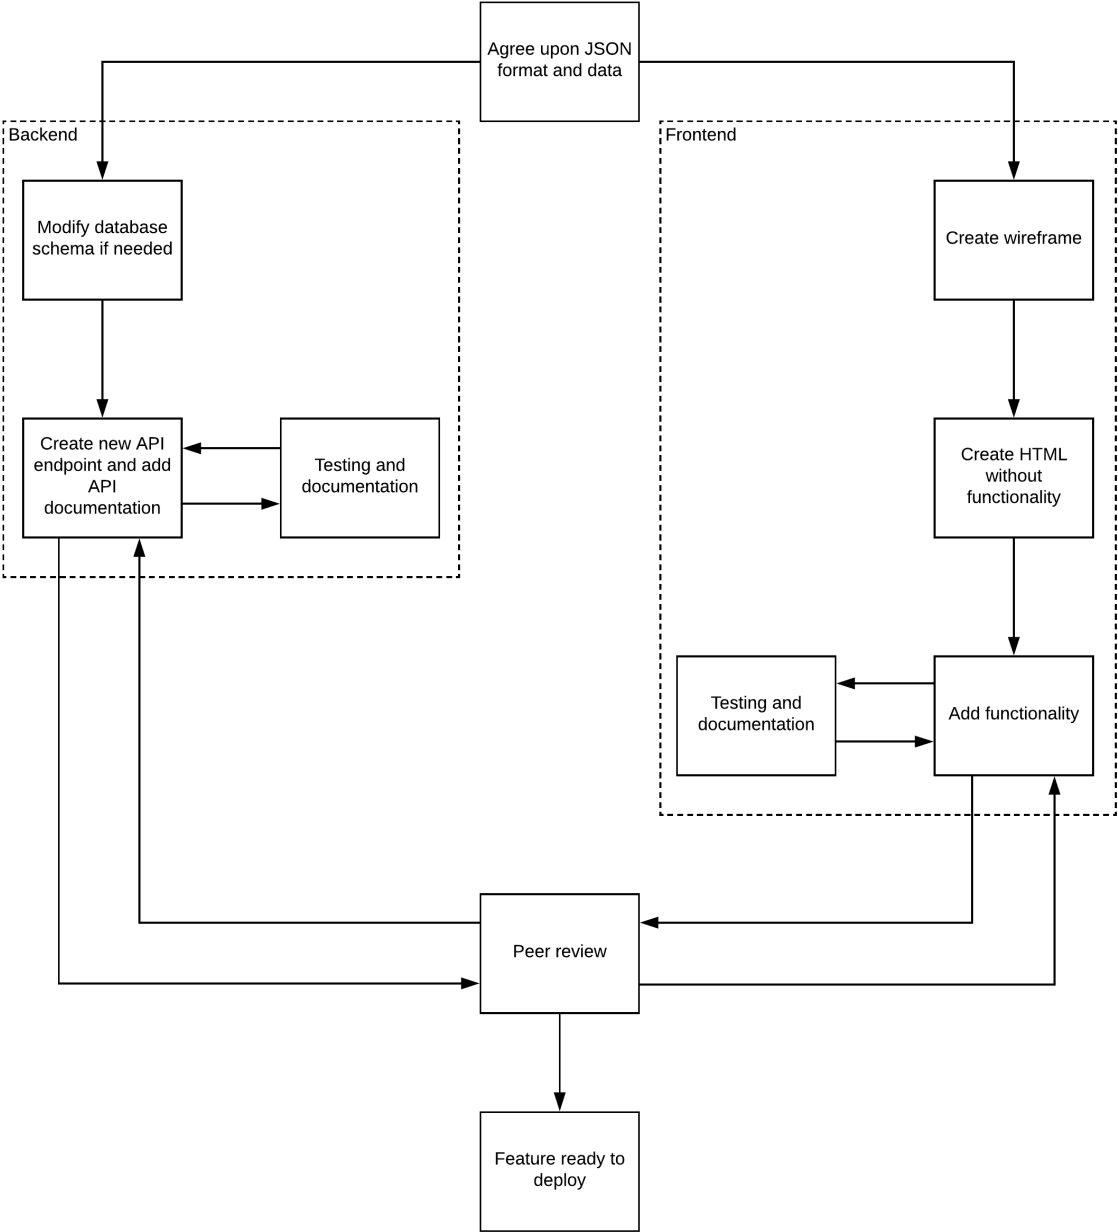 Agree upon JSON
format and data
Backend
Modify database
schema if needed
Create new API
endpoint and add
API
documentation
Testing and
documentation
Frontend
Create wireframe
Create HTML
without
functionality
Testing and
documentation
Add functionality
Peer review
Feature ready to
deploy